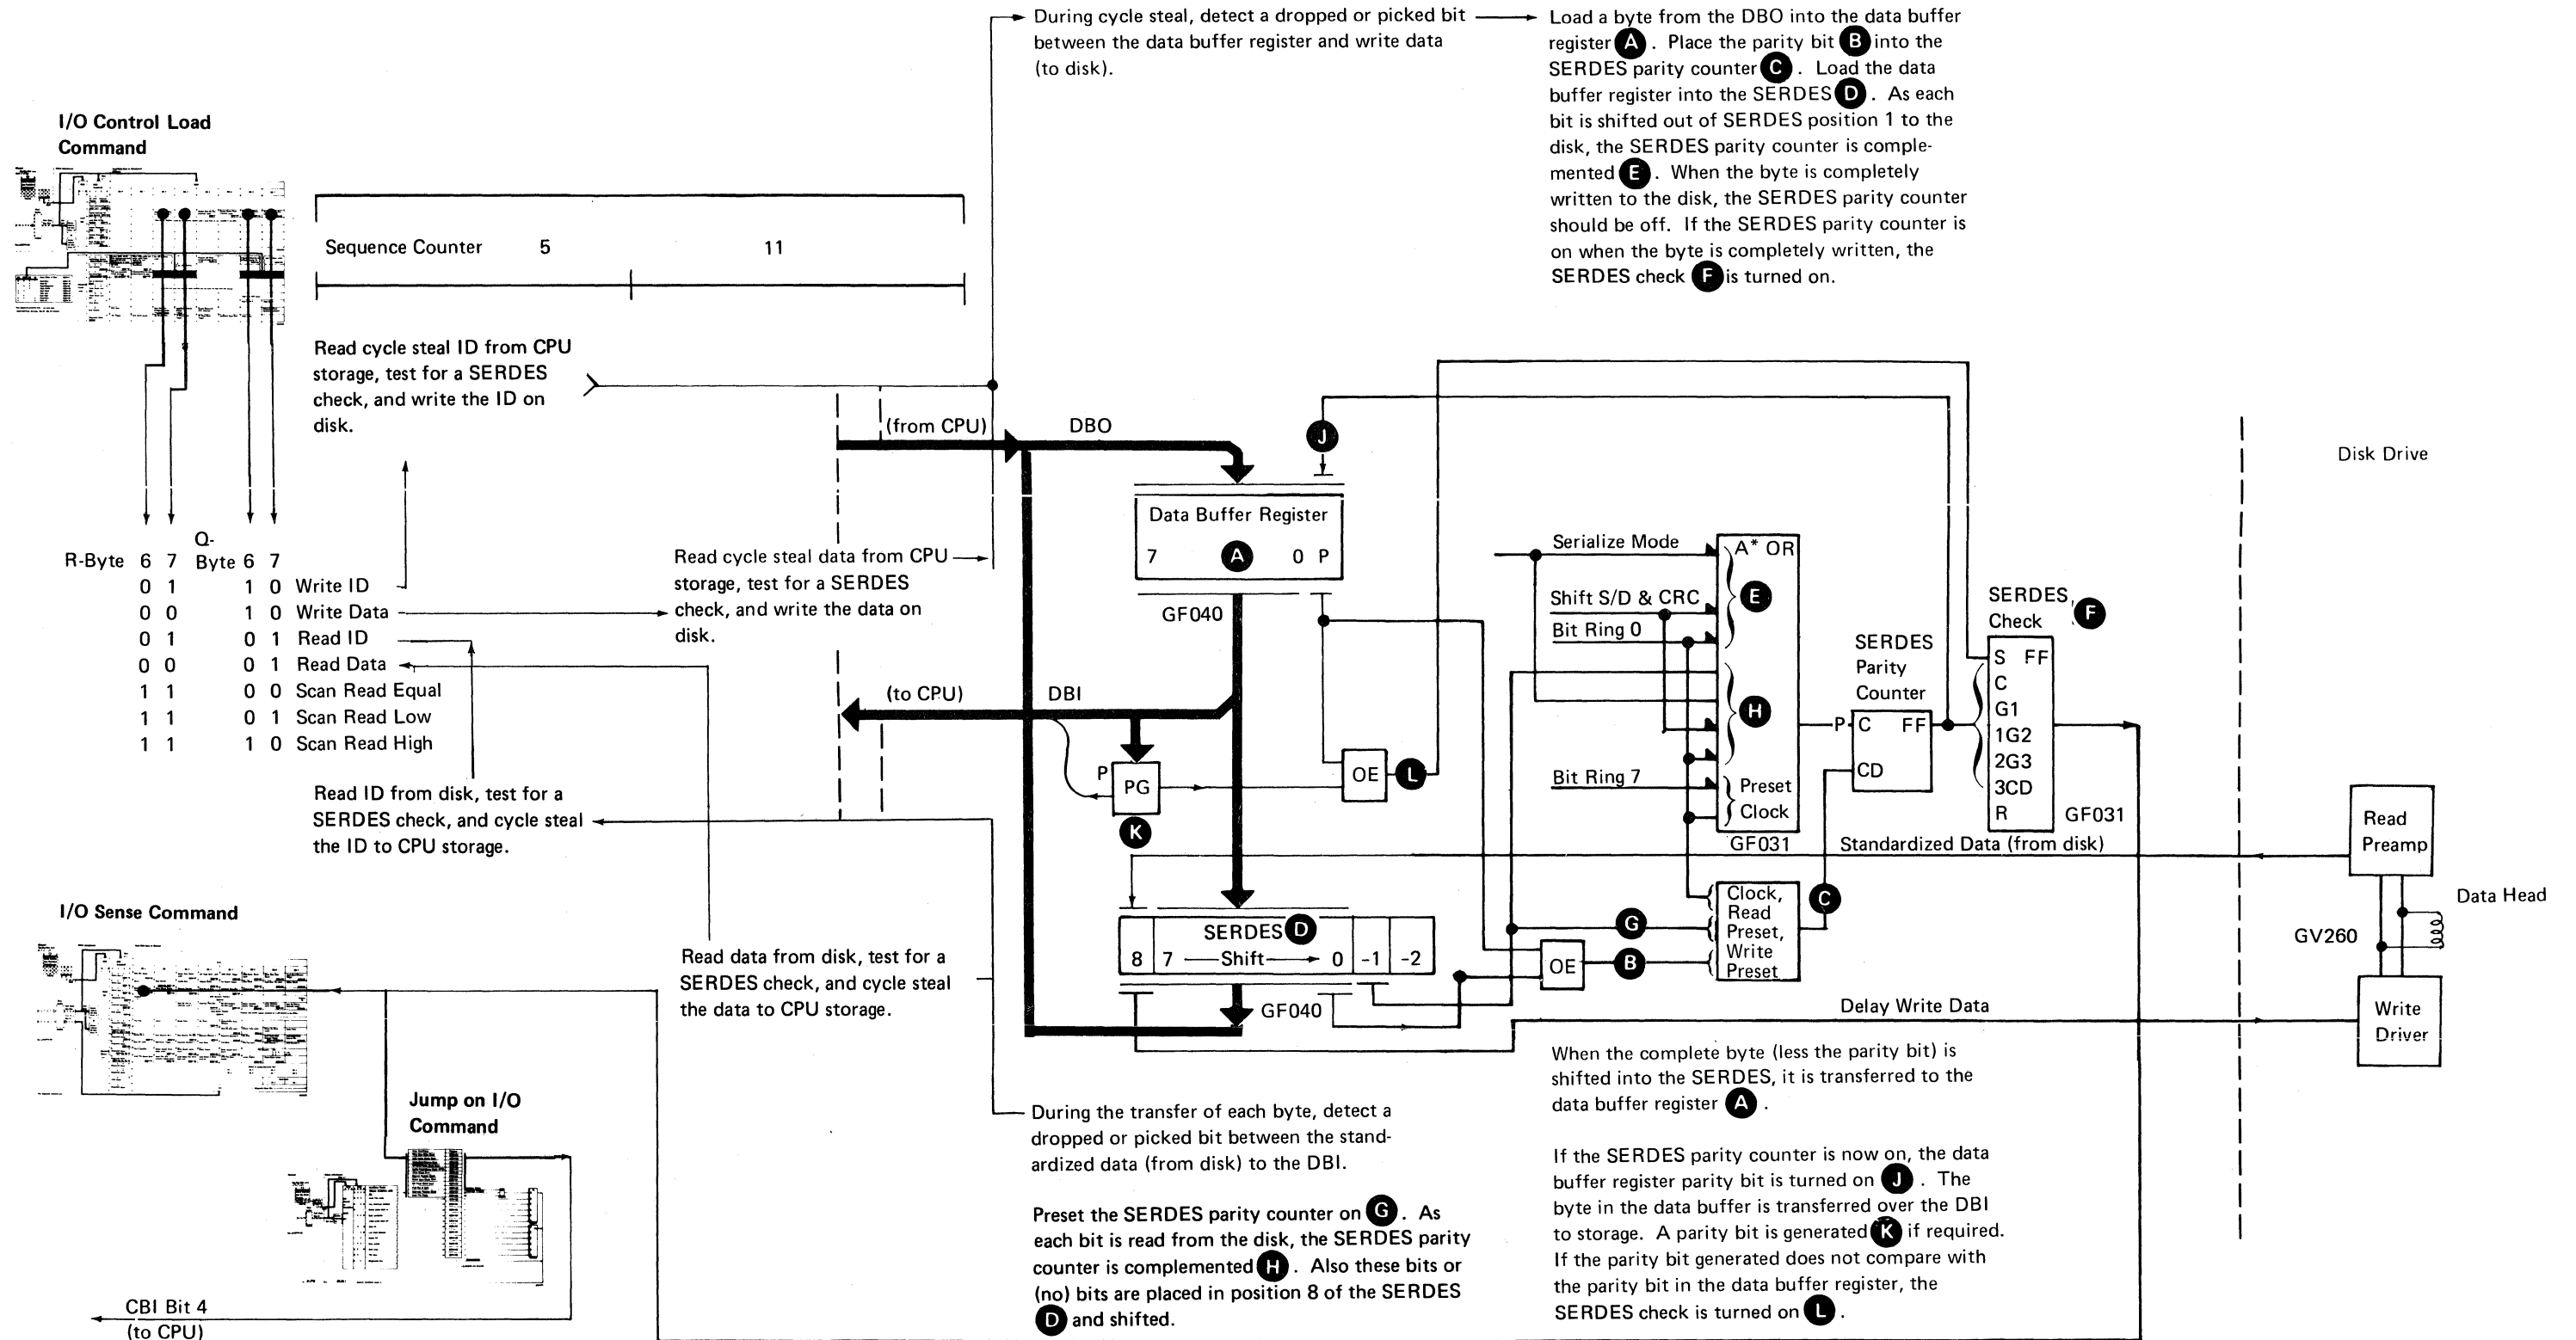 During cycle steal, detect a dropped or picked bit
between the data buffer register and write data
(to disk).
Load a byte from the DBO into the data buffer
register A . Place the parity bit B into the
SERDES parity counter C . Load the data
buffer register into the SERDES D . As each
bit is shifted out of SERDES position 1 to the
disk, the SERDES parity counter is comple-
mented E . When the byte is completely
written to the disk, the SERDES parity counter
should be off. If the SERDES parity counter is
on when the byte is completely written, the
SERDES check F is turned on.
I/O Control Load
Command
Sequence Counter 5 11
Read cycle steal ID from CPU
storage, test for a SERDES
check, and write the ID on
disk.
R-Byte 6 7 Q-
Byte 6 7
0 1 1 0 Write ID
0 0 1 0 Write Data
0 1 0 1 Read ID
0 0 0 1 Read Data
1 1 0 0 Scan Read Equal
1 1 0 1 Scan Read Low
1 1 1 0 Scan Read High
Read cycle steal data from CPU
storage, test for a SERDES
check, and write the data on
disk.
Read ID from disk, test for a
SERDES check, and cycle steal
the ID to CPU storage.
Read data from disk, test for a
SERDES check, and cycle steal
the data to CPU storage.
I/O Sense Command
Jump on I/O
Command
CBI Bit 4
(to CPU)
(from CPU) DBO
J
Data Buffer Register
7 A 0 P
GF040
(to CPU) DBI
P
PG
K
OE
L
SERDES D
8 7 Shift 0 -1 -2
GF040
Serialize Mode
Shift S/D & CRC
Bit Ring 0
Bit Ring 7
A* OR
E
H
Preset
Clock
GF031
SERDES
Parity
Counter
P C FF
CD
SERDES
Check
F
S FF
C
G1
1G2
2G3
3CD
R
GF031
Standardized Data (from disk)
Clock,
Read
Preset,
Write
Preset
C
G
OE
B
Delay Write Data
Disk Drive
Read
Preamp
Data Head
GV260
Write
Driver
During the transfer of each byte, detect a
dropped or picked bit between the stand-
ardized data (from disk) to the DBI.
Preset the SERDES parity counter on G . As
each bit is read from the disk, the SERDES parity
counter is complemented H . Also these bits or
(no) bits are placed in position 8 of the SERDES
D and shifted.
When the complete byte (less the parity bit) is
shifted into the SERDES, it is transferred to the
data buffer register A .
If the SERDES parity counter is now on, the data
buffer register parity bit is turned on J . The
byte in the data buffer is transferred over the DBI
to storage. A parity bit is generated K if required.
If the parity bit generated does not compare with
the parity bit in the data buffer register, the
SERDES check is turned on L .